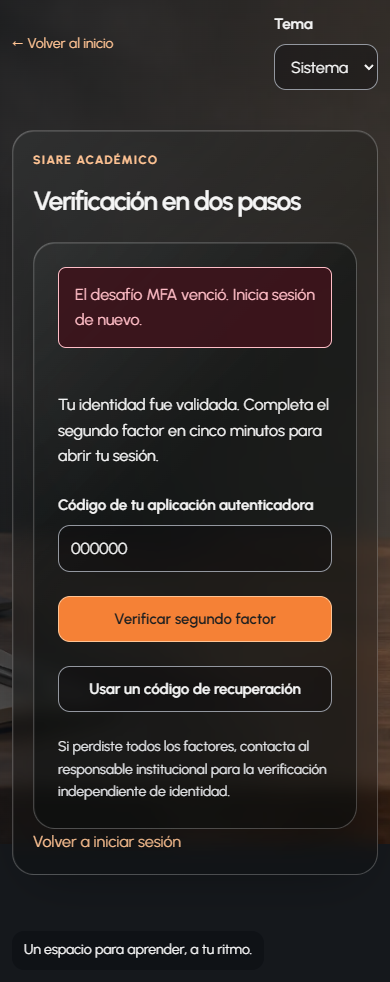 ← Volver al inicio
Tema
Sistema
SIARE ACADÉMICO
Verificación en dos pasos
El desafío MFA venció. Inicia sesión
de nuevo.
Tu identidad fue validada. Completa el
segundo factor en cinco minutos para
abrir tu sesión.
Código de tu aplicación autenticadora
000000
Verificar segundo factor
Usar un código de recuperación
Si perdiste todos los factores, contacta al
responsable institucional para la verificación
independiente de identidad.
Volver a iniciar sesión
Un espacio para aprender, a tu ritmo.